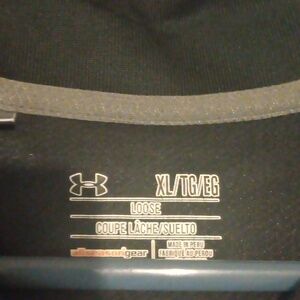 XL/TG/EG
LOOSE
COUPE LÂCHE/SUELTO
allseasongear
MADE IN PERU
FABRIQUÉ AU PÉROU